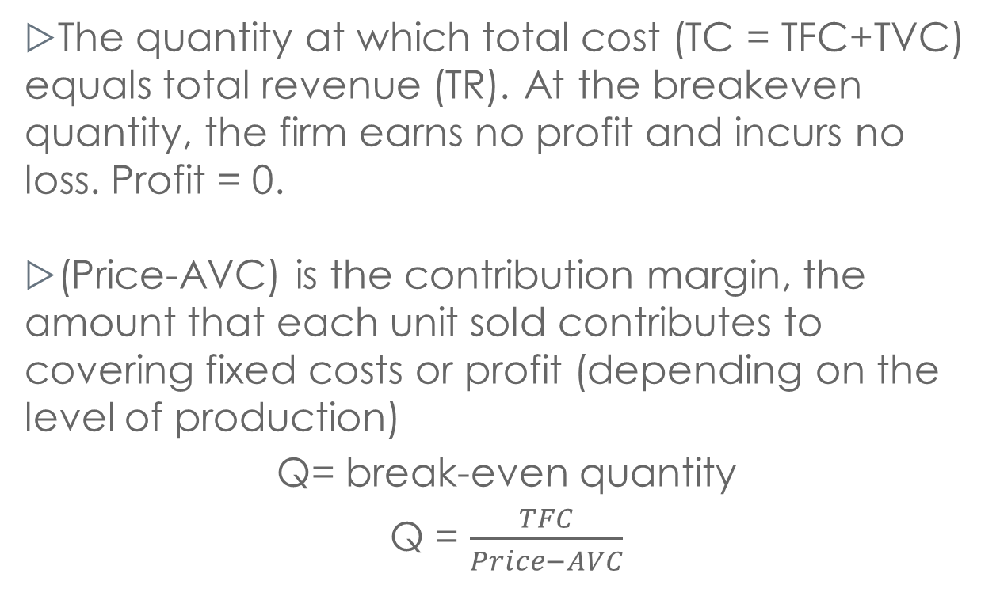 ▷The quantity at which total cost (TC = TFC+TVC)
equals total revenue (TR). At the breakeven
quantity, the firm earns no profit and incurs no
loss. Profit = 0.
▷(Price-AVC) is the contribution margin, the
amount that each unit sold contributes to
covering fixed costs or profit (depending on the
level of production)
Q= break-even quantity
Q = TFC / Price−AVC